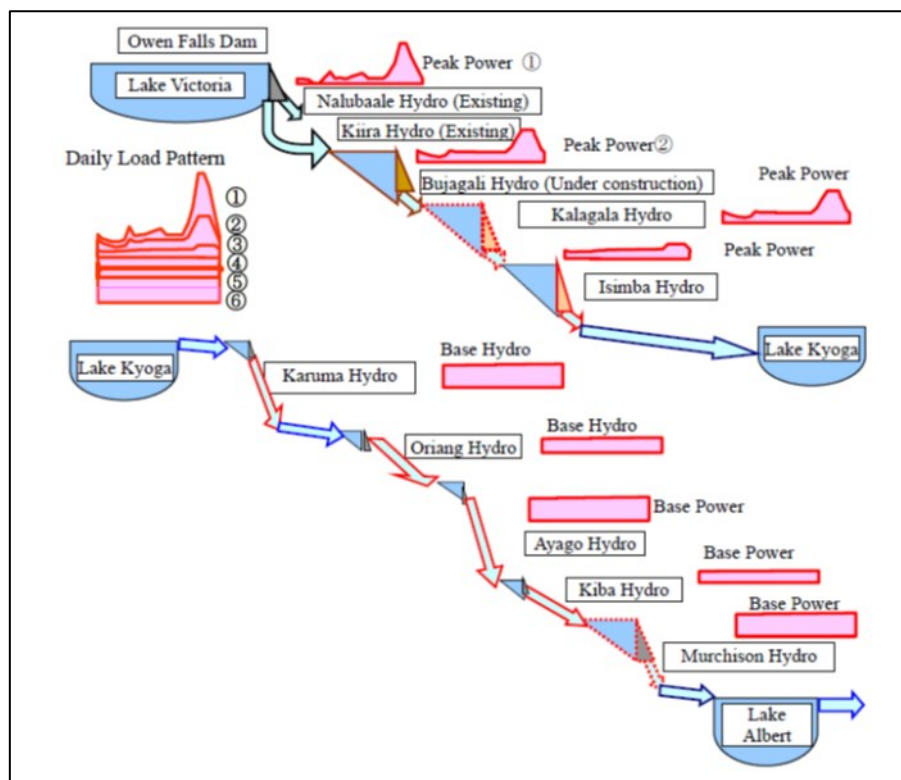 Owen Falls Dam
Lake Victoria
Peak Power ①
Nalubaale Hydro (Existing)
Kiira Hydro (Existing)
Daily Load Pattern
①
②
③
④
⑤
⑥
Peak Power②
Bujagali Hydro (Under construction)
Peak Power
Kalagala Hydro
Peak Power
Isimba Hydro
Lake Kyoga
Lake Kyoga
Base Hydro
Karuma Hydro
Base Hydro
Oriang Hydro
Base Power
Ayago Hydro
Base Power
Kiba Hydro
Base Power
Murchison Hydro
Lake
Albert